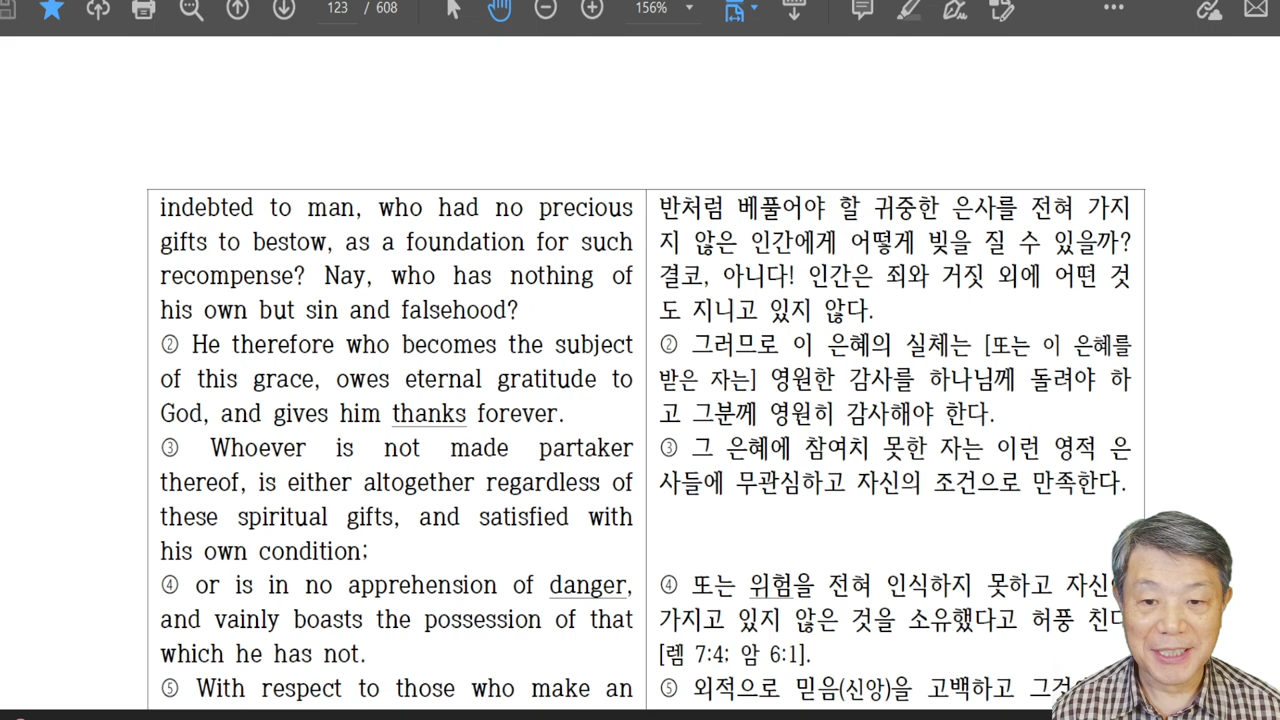 123 / 608
156%
indebted to man, who had no precious
gifts to bestow, as a foundation for such
recompense? Nay, who has nothing of
his own but sin and falsehood?
② He therefore who becomes the subject
of this grace, owes eternal gratitude to
God, and gives him thanks forever.
③ Whoever is not made partaker
thereof, is either altogether regardless of
these spiritual gifts, and satisfied with
his own condition;
④ or is in no apprehension of danger,
and vainly boasts the possession of that
which he has not.
⑤ With respect to those who make an
반처럼 베풀어야 할 귀중한 은사를 전혀 가지
지 않은 인간에게 어떻게 빚을 질 수 있을까?
결코, 아니다! 인간은 죄와 거짓 외에 어떤 것
도 지니고 있지 않다.
② 그러므로 이 은혜의 실체는 [또는 이 은혜를
받은 자는] 영원한 감사를 하나님께 돌려야 하
고 그분께 영원히 감사해야 한다.
③ 그 은혜에 참여치 못한 자는 이런 영적 은
사들에 무관심하고 자신의 조건으로 만족한다.
④ 또는 위험을 전혀 인식하지 못하고 자신
가지고 있지 않은 것을 소유했다고 허풍 친다
[렘 7:4; 암 6:1].
⑤ 외적으로 믿음(신앙)을 고백하고